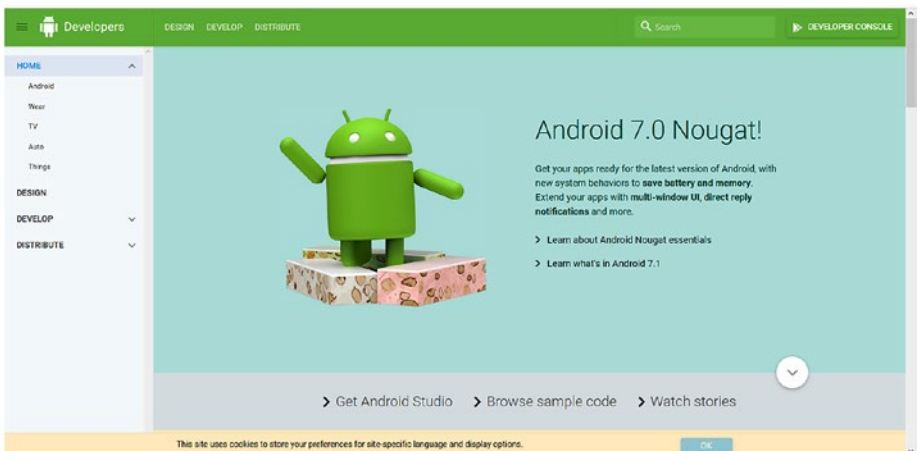 Developers
DESIGN DEVELOP DISTRIBUTE
Search
DEVELOPER CONSOLE
HOME
Android
Wear
TV
Auto
Things
DESIGN
DEVELOP
DISTRIBUTE
Android 7.0 Nougat!
Get your apps ready for the latest version of Android, with
new system behaviors to save battery and memory.
Extend your apps with multi-window UI, direct reply
notifications and more.
Learn about Android Nougat essentials
Learn what's in Android 7.1
Get Android Studio Browse sample code Watch stories
This site uses cookies to store your preferences for site-specific language and display options.
OK